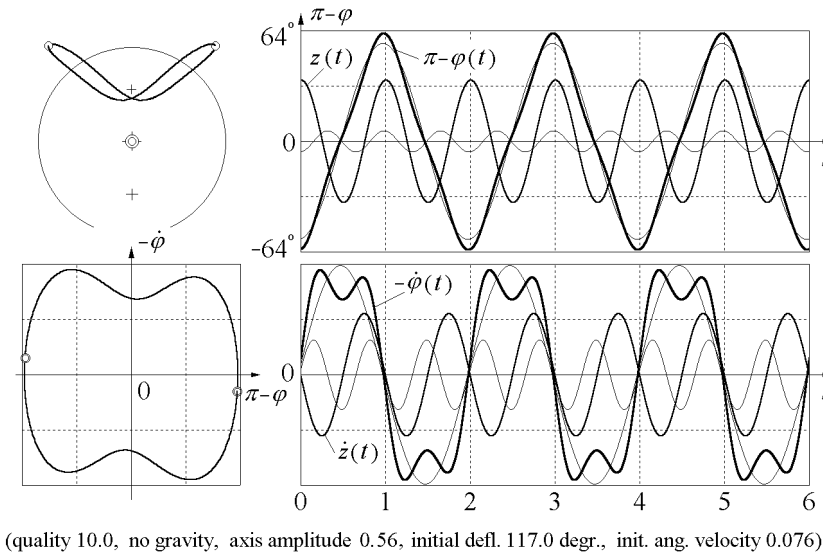 π−φ
64°
z(t)
π−φ(t)
0
-64°
−φ̇
0
π−φ
−φ̇(t)
0
ż(t)
0 1 2 3 4 5 6
(quality 10.0, no gravity, axis amplitude 0.56, initial defl. 117.0 degr., init. ang. velocity 0.076)